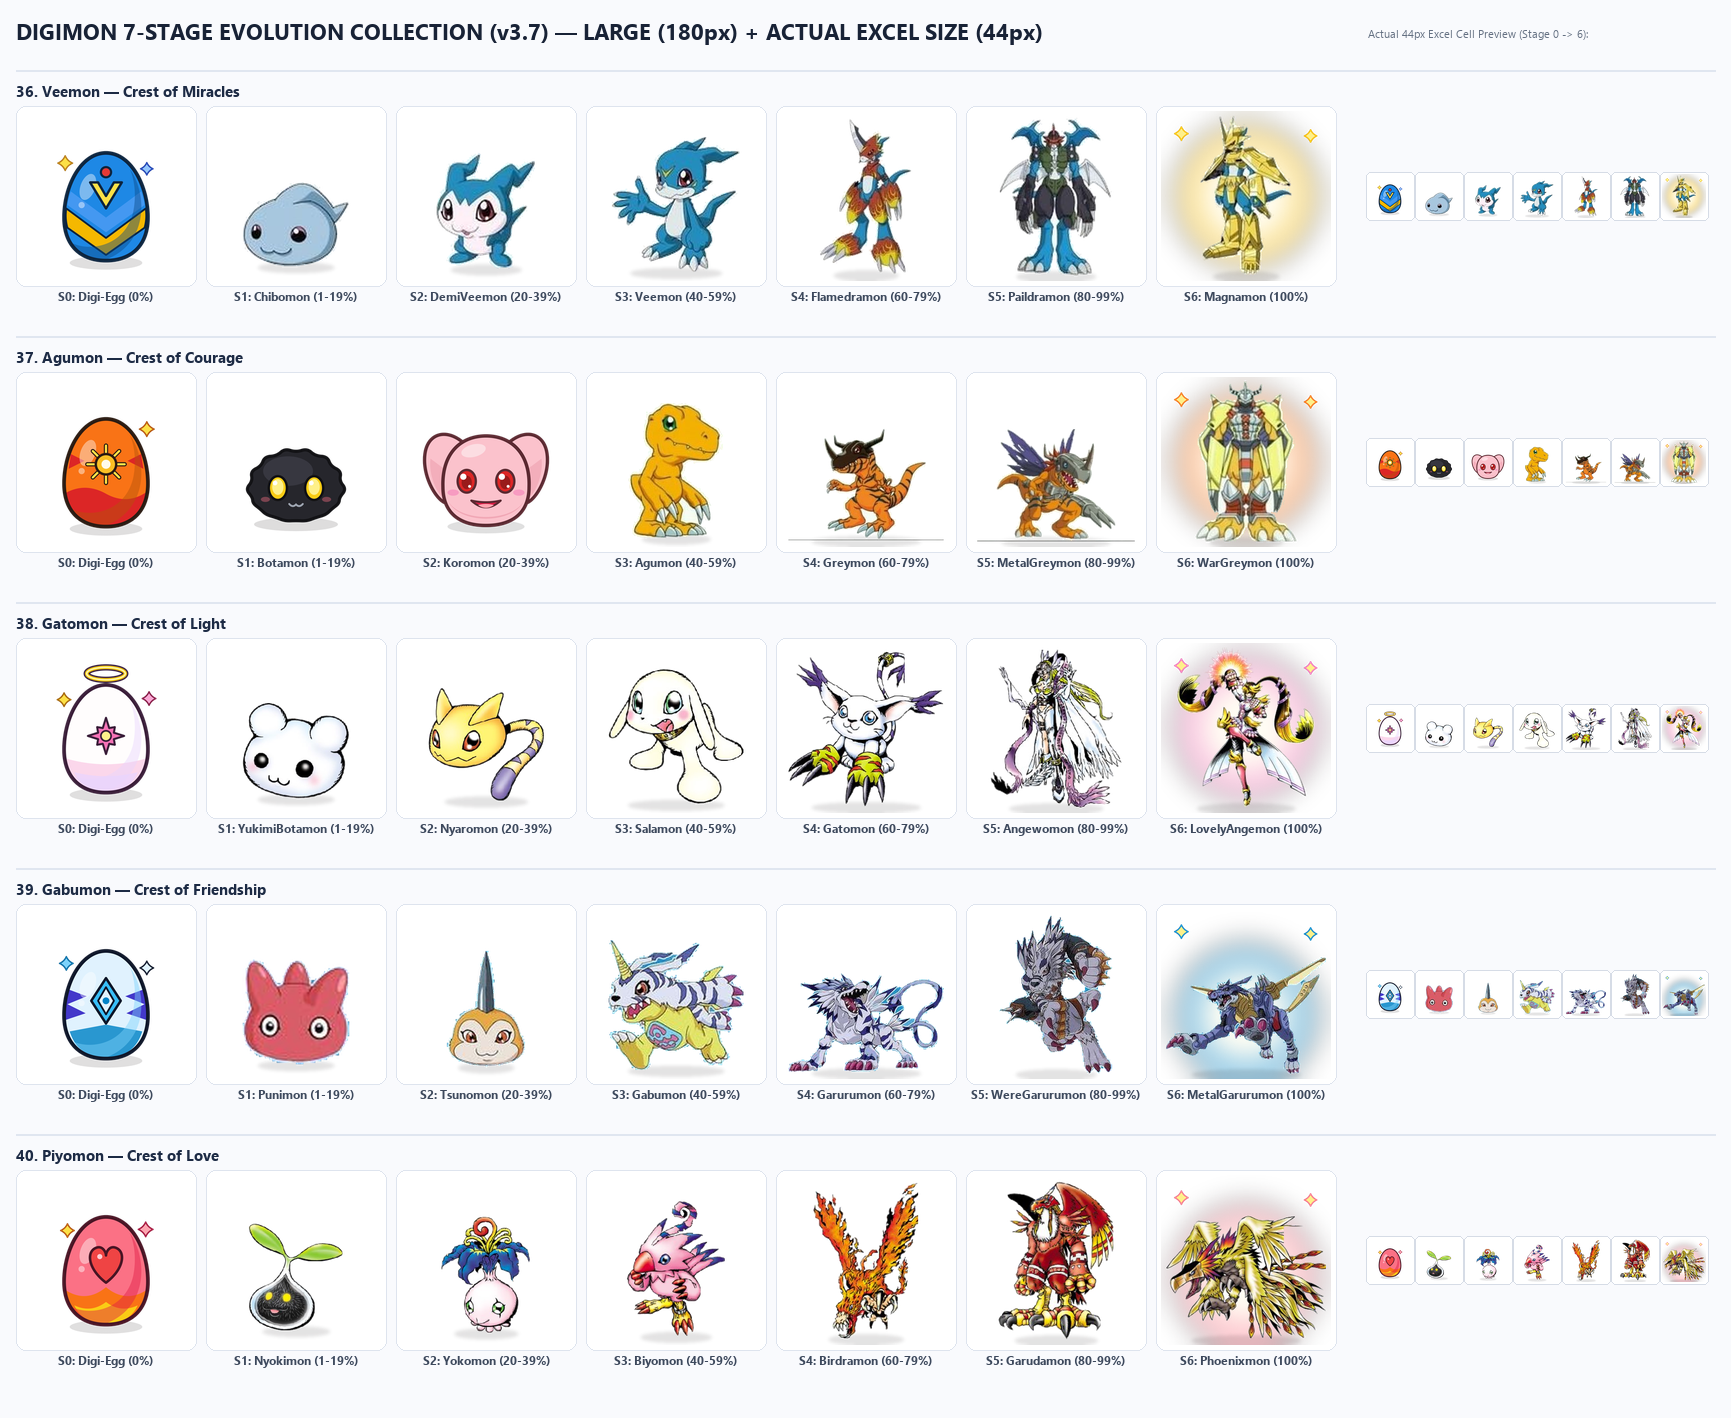 DIGIMON 7-STAGE EVOLUTION COLLECTION (v3.7) — LARGE (180px) + ACTUAL EXCEL SIZE (44px)
Actual 44px Excel Cell Preview (Stage 0 -> 6):
36. Veemon — Crest of Miracles
S0: Digi-Egg (0%)
S1: Chibomon (1-19%)
S2: DemiVeemon (20-39%)
S3: Veemon (40-59%)
S4: Flamedramon (60-79%)
S5: Paildramon (80-99%)
S6: Magnamon (100%)
37. Agumon — Crest of Courage
S0: Digi-Egg (0%)
S1: Botamon (1-19%)
S2: Koromon (20-39%)
S3: Agumon (40-59%)
S4: Greymon (60-79%)
S5: MetalGreymon (80-99%)
S6: WarGreymon (100%)
38. Gatomon — Crest of Light
S0: Digi-Egg (0%)
S1: YukimiBotamon (1-19%)
S2: Nyaromon (20-39%)
S3: Salamon (40-59%)
S4: Gatomon (60-79%)
S5: Angewomon (80-99%)
S6: LovelyAngemon (100%)
39. Gabumon — Crest of Friendship
S0: Digi-Egg (0%)
S1: Punimon (1-19%)
S2: Tsunomon (20-39%)
S3: Gabumon (40-59%)
S4: Garurumon (60-79%)
S5: WereGarurumon (80-99%)
S6: MetalGarurumon (100%)
40. Piyomon — Crest of Love
S0: Digi-Egg (0%)
S1: Nyokimon (1-19%)
S2: Yokomon (20-39%)
S3: Biyomon (40-59%)
S4: Birdramon (60-79%)
S5: Garudamon (80-99%)
S6: Phoenixmon (100%)